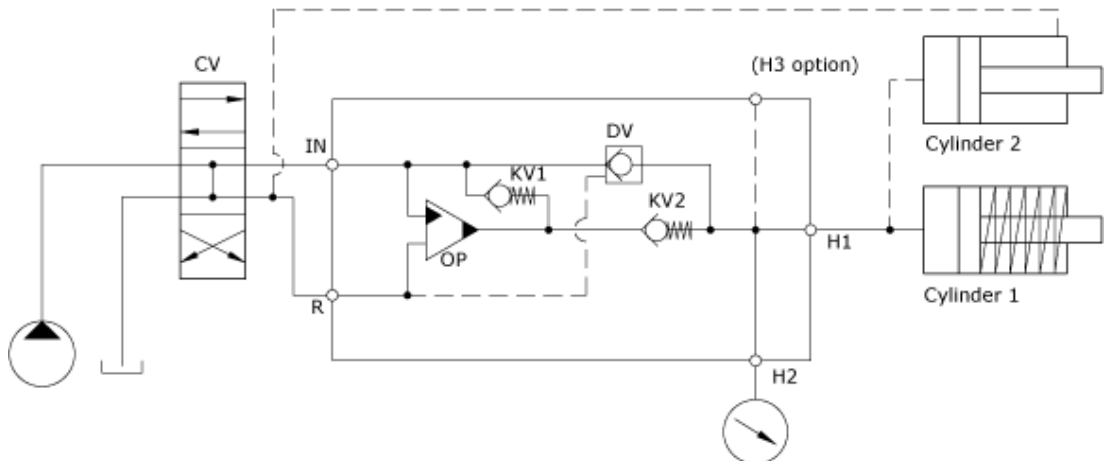 CV
(H3 option)
IN
DV
Cylinder 2
KV1
KV2
H1
OP
Cylinder 1
R
H2